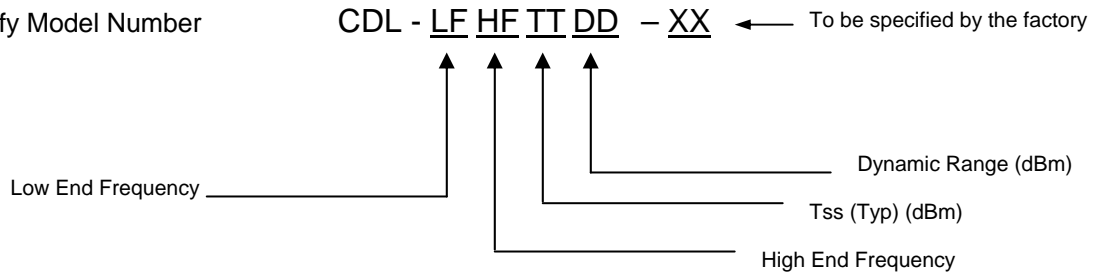 fy Model Number CDL - LF HF TT DD – XX To be specified by the factory
Dynamic Range (dBm)
Low End Frequency
Tss (Typ) (dBm)
High End Frequency